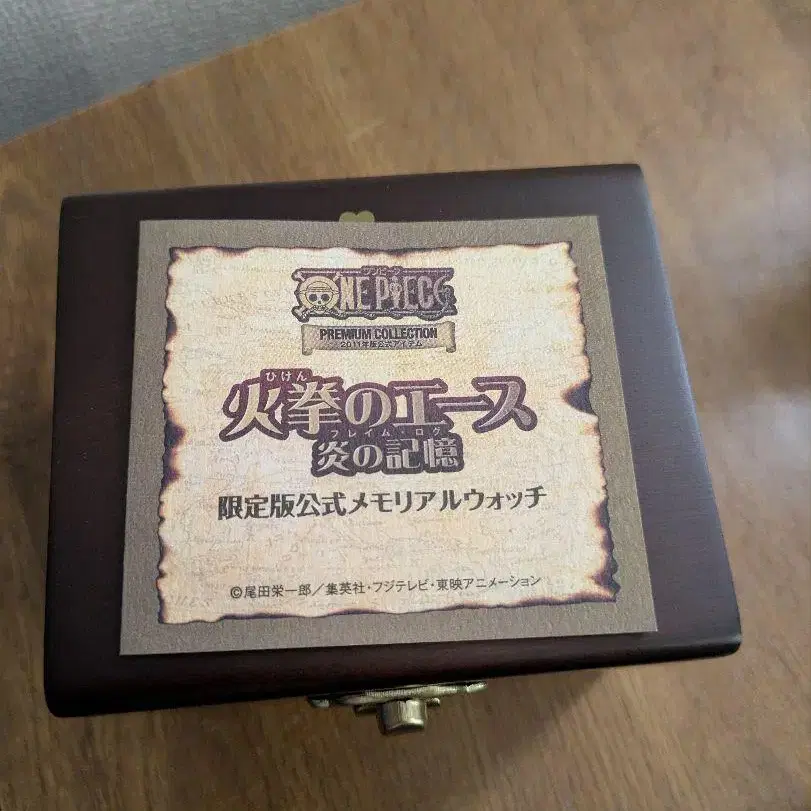 ワンピース
ONE PIECE
PREMIUM COLLECTION
2011年版公式アイテム
ひけん
火拳のエース
フレイム・ログ
炎の記憶
限定版公式メモリアルウォッチ
©尾田栄一郎／集英社・フジテレビ・東映アニメーション